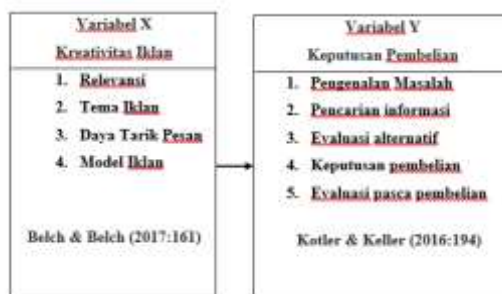 Variabel X
Kreativitas Iklan
1. Relevansi
2. Tema Iklan
3. Daya Tarik Pesan
4. Model Iklan
Belch & Belch (2017:161)
Variabel Y
Keputusan Pembelian
1. Pengenalan Masalah
2. Pencarian informasi
3. Evaluasi alternatif
4. Keputusan pembelian
5. Evaluasi pasca pembelian
Kotler & Keller (2016:194)